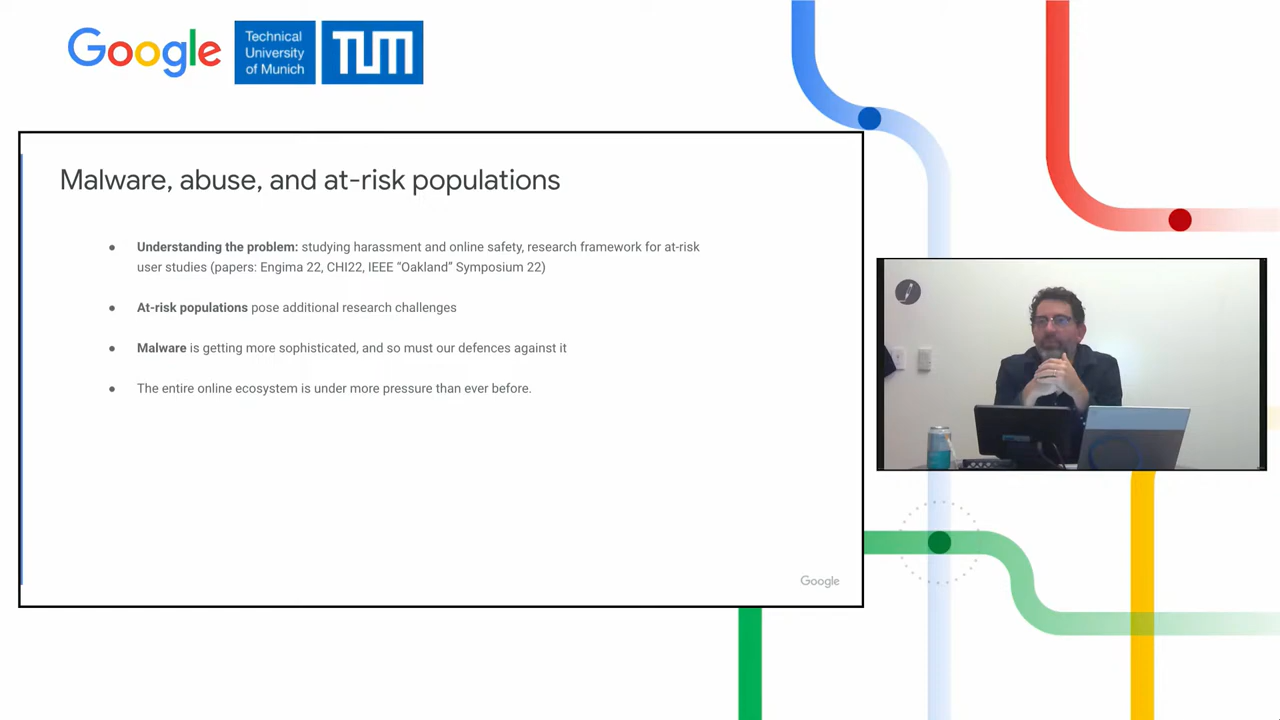 Google
Technical
University
of Munich
TUM
Malware, abuse, and at-risk populations
● Understanding the problem: studying harassment and online safety, research framework for at-risk
user studies (papers: Engima 22, CHI22, IEEE “Oakland” Symposium 22)
● At-risk populations pose additional research challenges
● Malware is getting more sophisticated, and so must our defences against it
● The entire online ecosystem is under more pressure than ever before.
Google